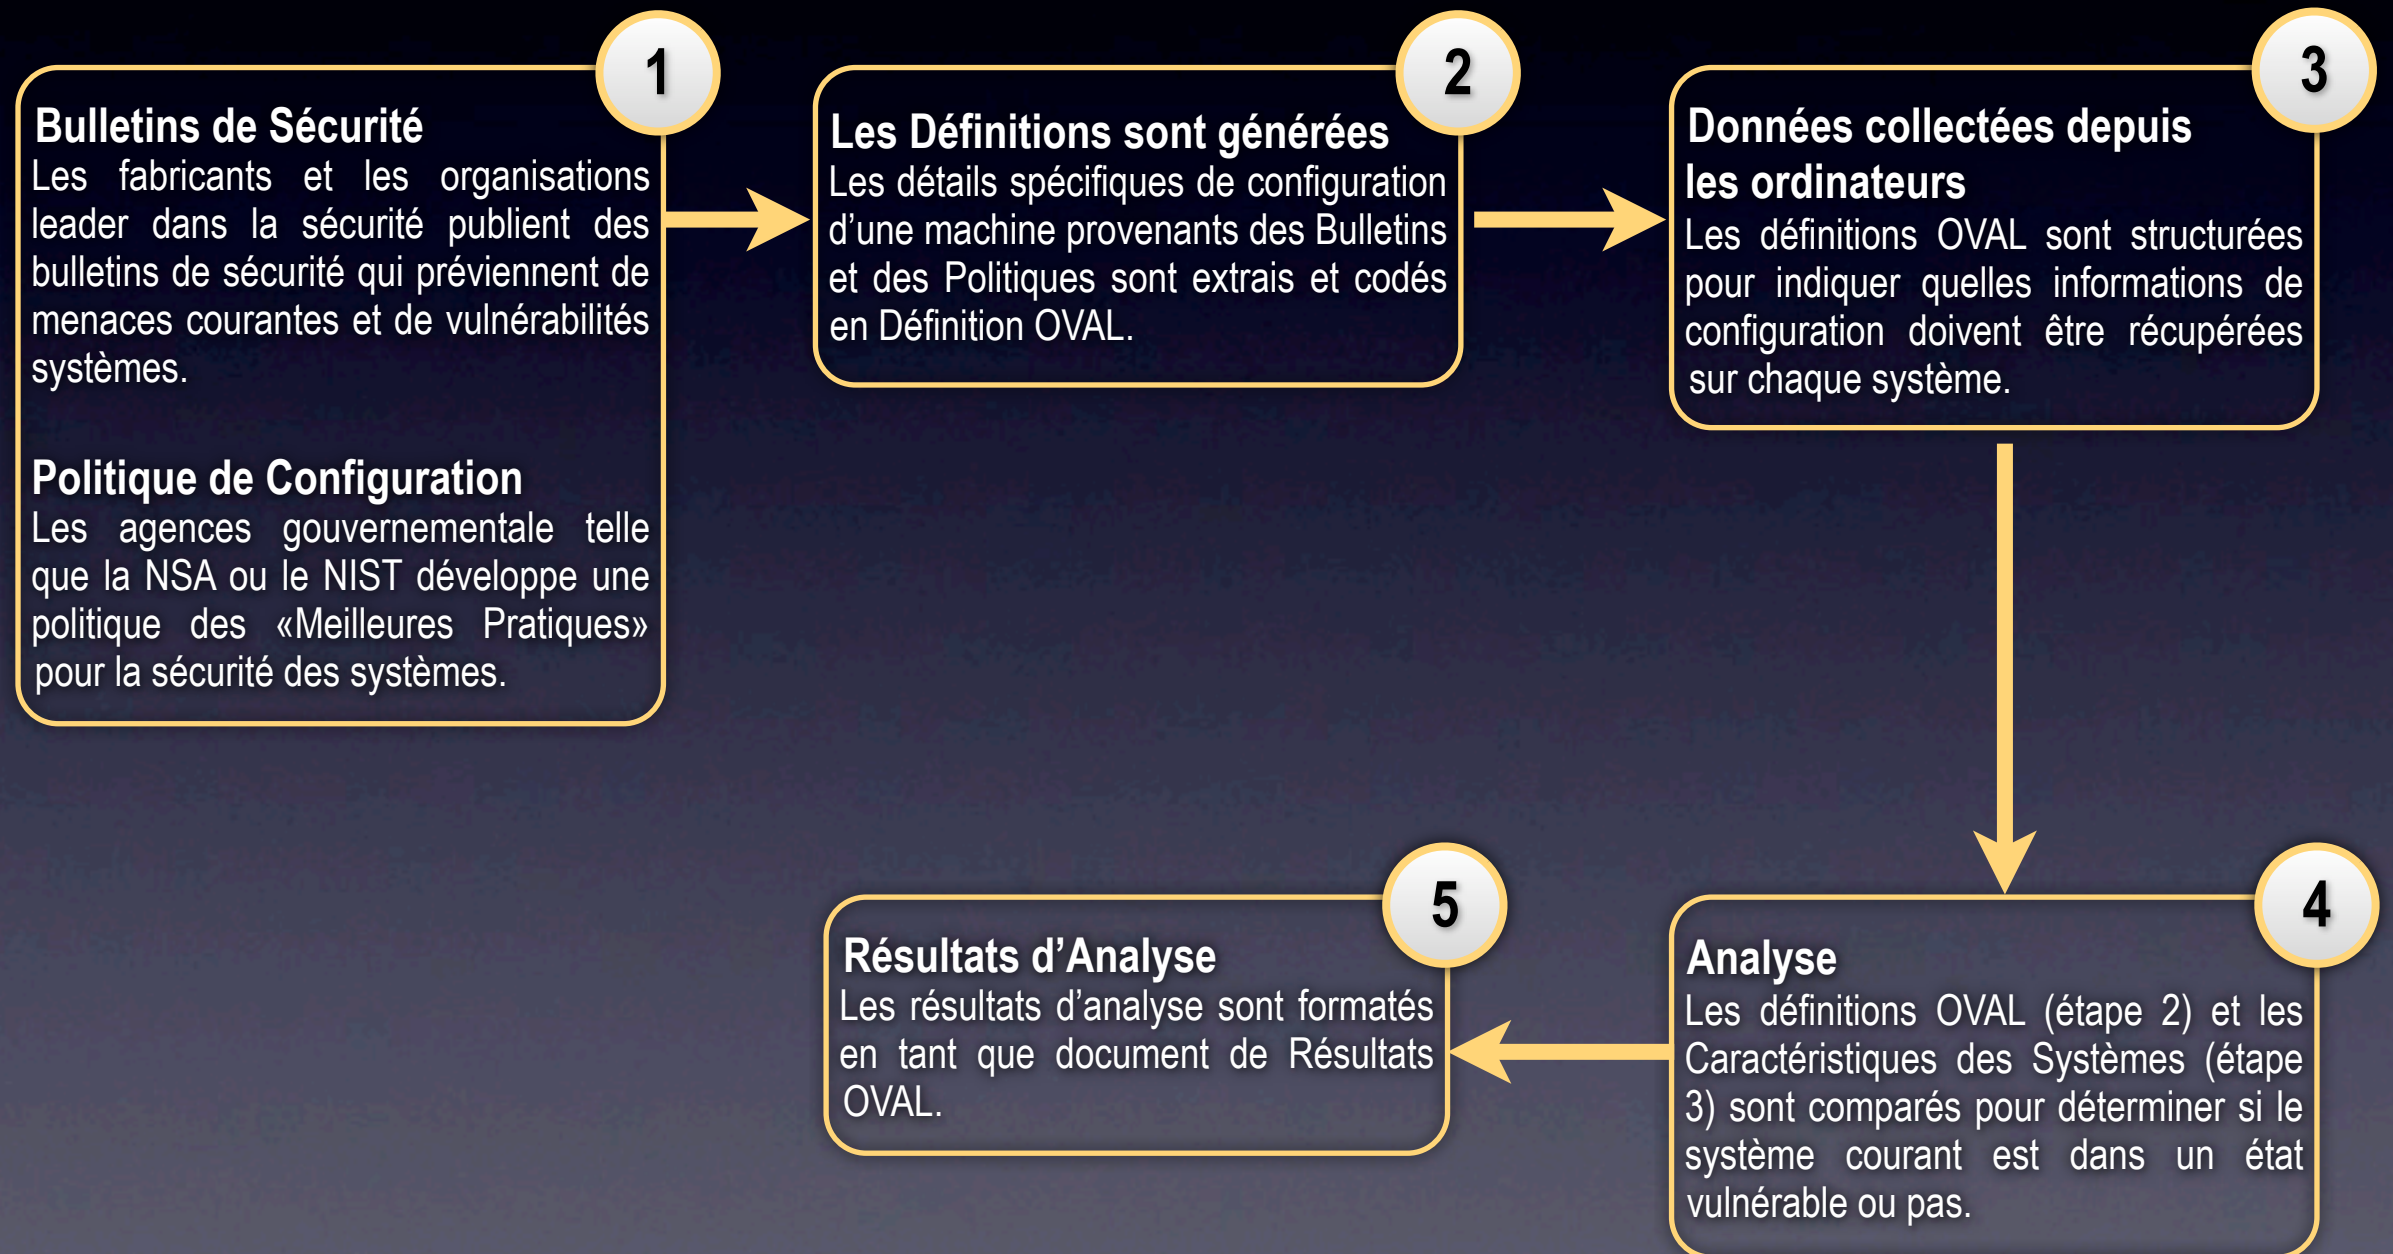 1
Bulletins de Sécurité
Les fabricants et les organisations
leader dans la sécurité publient des
bulletins de sécurité qui préviennent de
menaces courantes et de vulnérabilités
systèmes.
Politique de Configuration
Les agences gouvernementale telle
que la NSA ou le NIST développe une
politique des «Meilleures Pratiques»
pour la sécurité des systèmes.
2
Les Définitions sont générées
Les détails spécifiques de configuration
d’une machine provenants des Bulletins
et des Politiques sont extrais et codés
en Définition OVAL.
3
Données collectées depuis
les ordinateurs
Les définitions OVAL sont structurées
pour indiquer quelles informations de
configuration doivent être récupérées
sur chaque système.
4
Analyse
Les définitions OVAL (étape 2) et les
Caractéristiques des Systèmes (étape
3) sont comparés pour déterminer si le
système courant est dans un état
vulnérable ou pas.
5
Résultats d’Analyse
Les résultats d’analyse sont formatés
en tant que document de Résultats
OVAL.